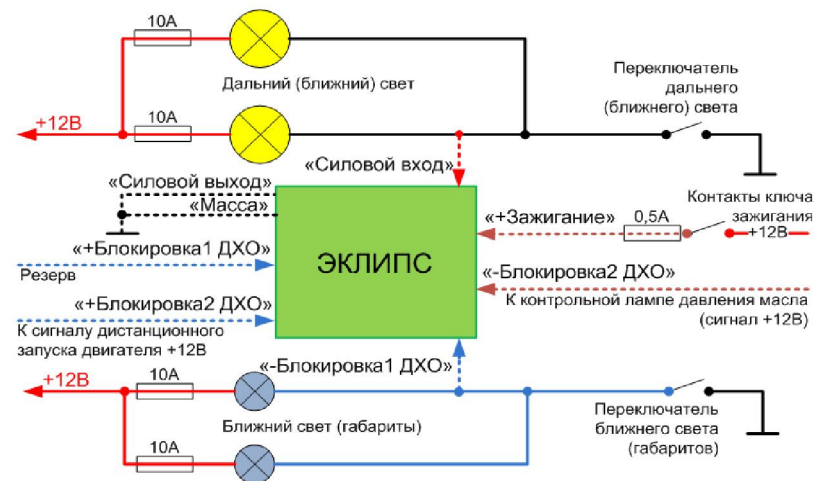 10А
Дальний (ближний) свет
+12В
10А
Переключатель
дальнего
(ближнего) света
«Силовой вход»
«Силовой выход»
«Масса»
«+Зажигание»
0,5А
Контакты ключа
зажигания
+12В
«+Блокировка1 ДХО»
Резерв
ЭКЛИПС
«-Блокировка2 ДХО»
К контрольной лампе давления масла
(сигнал +12В)
«+Блокировка2 ДХО»
К сигналу дистанционного
запуска двигателя +12В
«-Блокировка1 ДХО»
+12В
10А
Ближний свет (габариты)
10А
Переключатель
ближнего света
(габаритов)